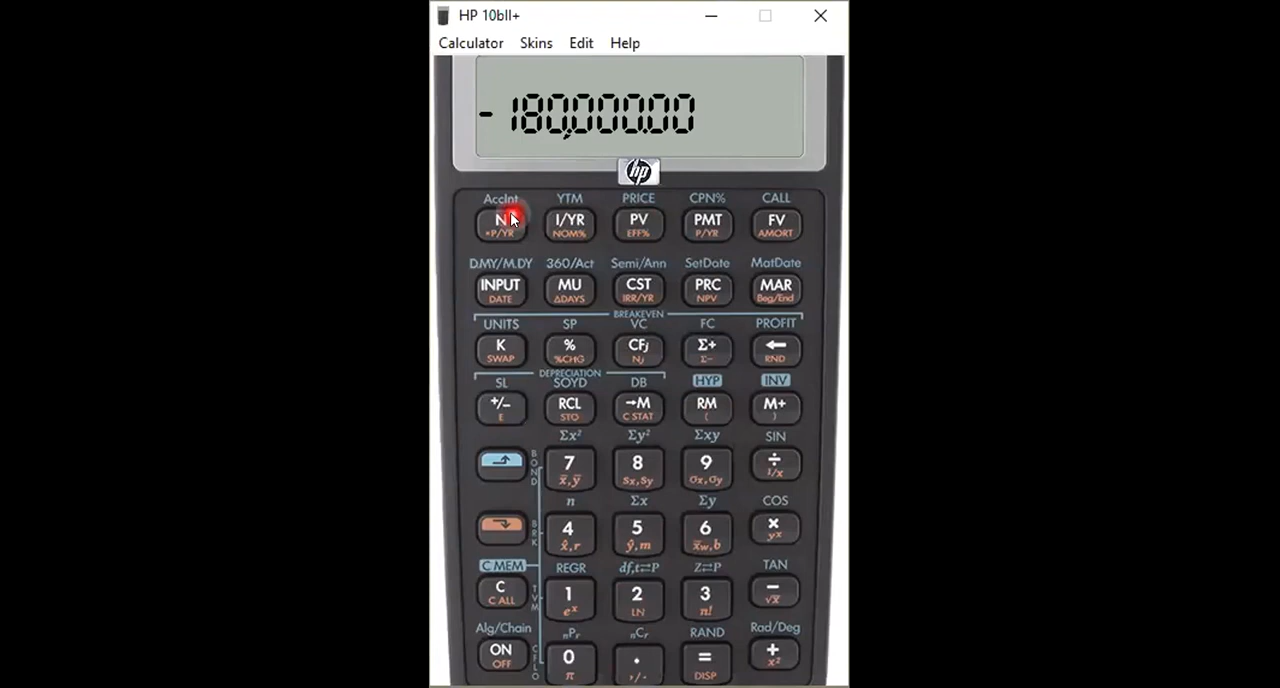 HP 10bII+
Calculator Skins Edit Help
- 180,000.00
hp
AccInt YTM PRICE CPN% CALL
N I/YR PV PMT FV
×P/YR NOM% EFF% P/YR AMORT
D.MY/M.DY 360/Act Semi/Ann SetDate MatDate
INPUT MU CST PRC MAR
DATE ΔDAYS IRR/YR NPV Beg/End
BREAKEVEN
UNITS SP VC FC PROFIT
K % CFj Σ+ ←
SWAP %CHG Nj Σ− RND
DEPRECIATION
SL SOYD DB HYP INV
+/− RCL →M RM M+
E STO C STAT ( )
Σx² Σy² Σxy SIN
7 8 9 ÷
x̄,ȳ Sx,Sy σx,σy 1/x
BOND
n Σx Σy COS
4 5 6 ×
x̂,r ŷ,m x̄w,b yˣ
BRK
C MEM REGR df,t⇄P Z⇄P TAN
C 1 2 3 −
C ALL eˣ LN n! √x
TVM
Alg/Chain nPr nCr RAND Rad/Deg
ON 0 . = +
OFF π ./, DISP x²
CFLO